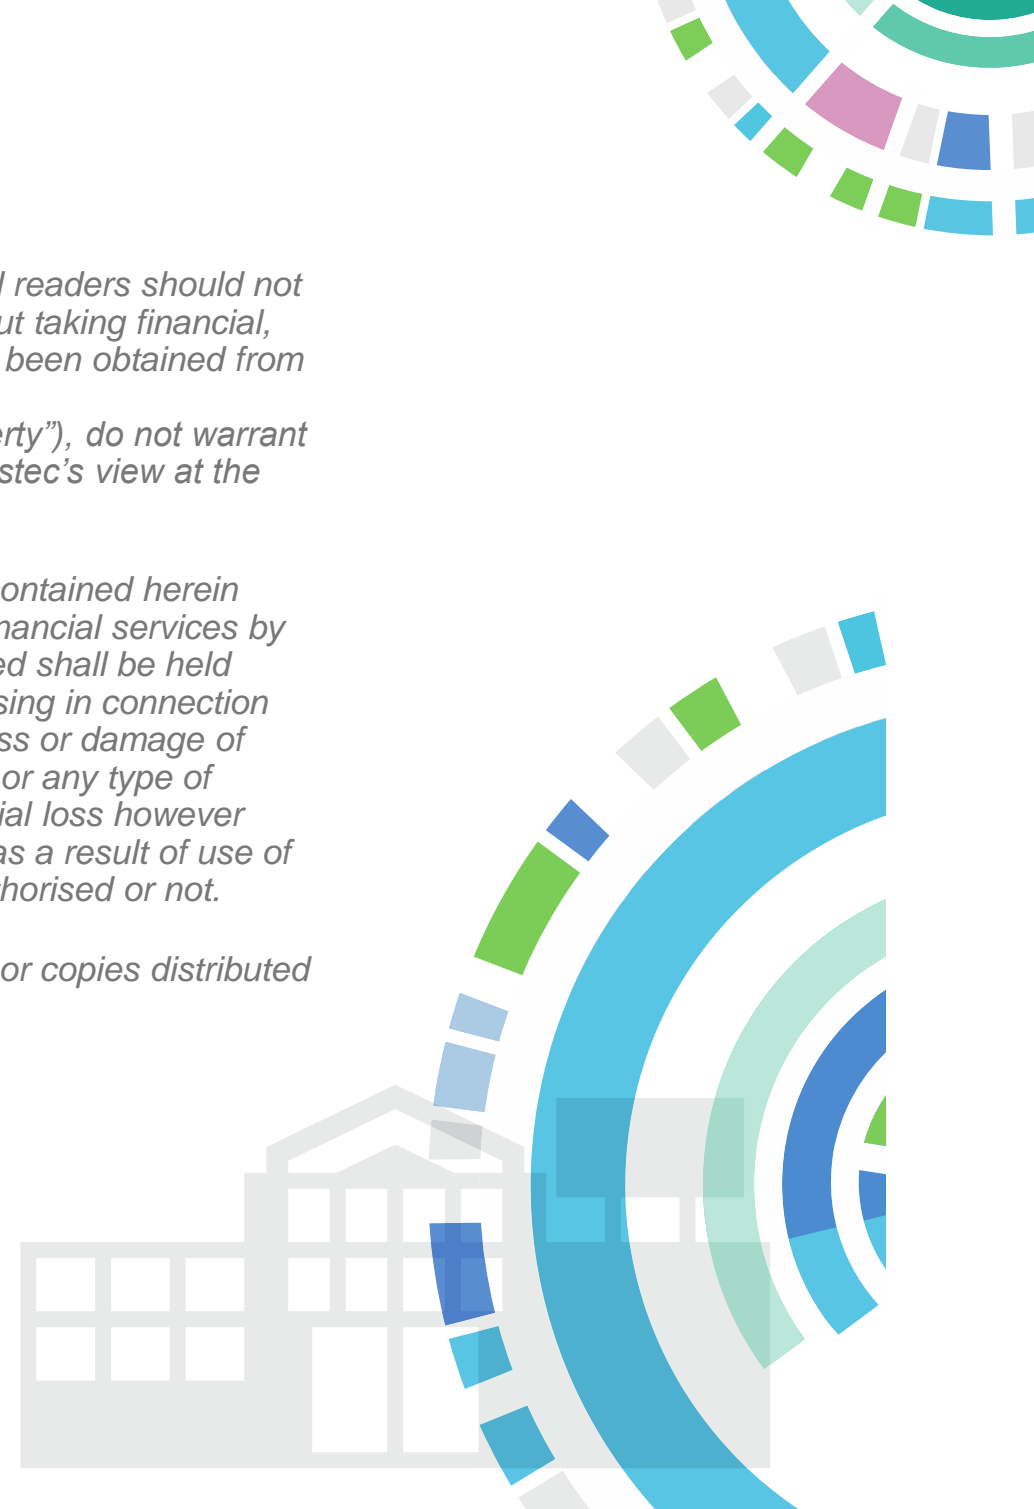 readers should not
taking financial,
been obtained from
erty”), do not warrant
stec’s view at the
ontained herein
nancial services by
ed shall be held
sing in connection
ss or damage of
or any type of
ial loss however
as a result of use of
thorised or not.
or copies distributed